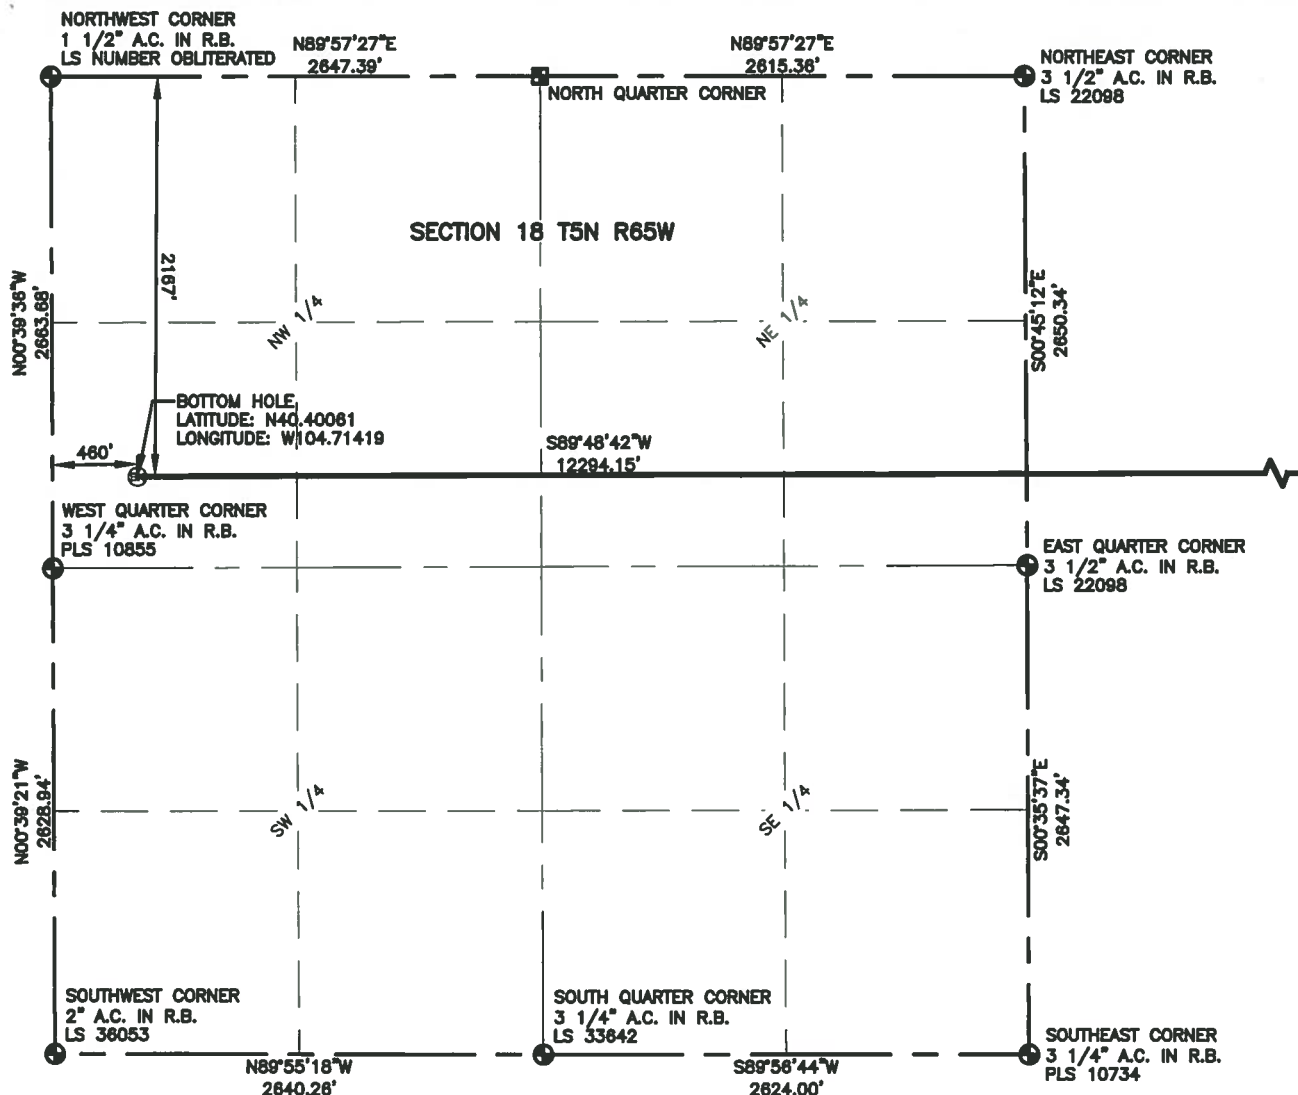 NORTHWEST CORNER
1 1/2" A.C. IN R.B.
LS NUMBER OBLITERATED
N89°57'27"E
2647.39'
N89°57'27"E
2615.36'
NORTHEAST CORNER
3 1/2" A.C. IN R.B.
LS 22098
NORTH QUARTER CORNER
SECTION 18 T5N R65W
2167'
N00°39'36"W
2663.68'
NW 1/4
NE 1/4
S00°45'12"E
2650.34'
BOTTOM HOLE
LATITUDE: N40.40061
LONGITUDE: W104.71419
460'
S89°48'42"W
12294.15'
WEST QUARTER CORNER
3 1/4" A.C. IN R.B.
PLS 10855
EAST QUARTER CORNER
3 1/2" A.C. IN R.B.
LS 22098
N00°39'21"W
2628.94'
SW 1/4
SE 1/4
S00°35'37"E
2647.34'
SOUTHWEST CORNER
2" A.C. IN R.B.
LS 36053
SOUTH QUARTER CORNER
3 1/4" A.C. IN R.B.
LS 33642
SOUTHEAST CORNER
3 1/4" A.C. IN R.B.
PLS 10734
N89°55'18"W
2640.26'
S89°56'44"W
2624.00'